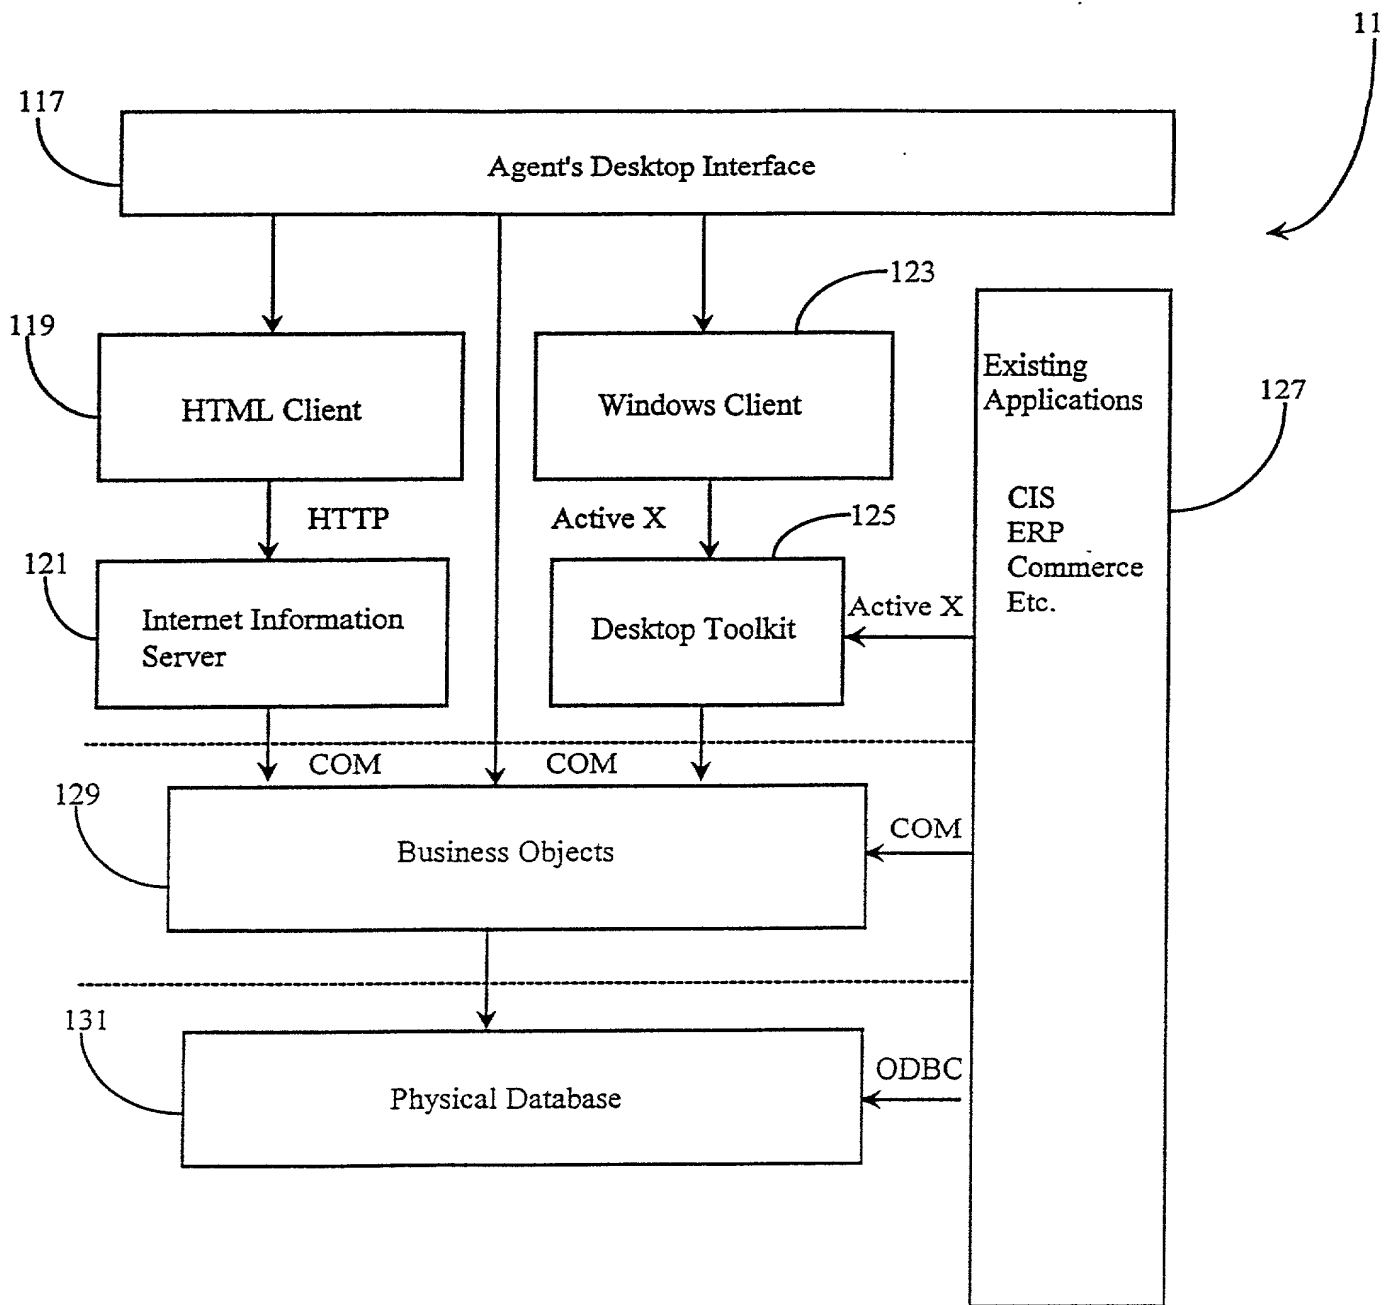 11
117
Agent's Desktop Interface
123
119
HTML Client
Windows Client
Existing
Applications
127
CIS
ERP
Commerce
Etc.
HTTP
Active X
125
121
Internet Information
Server
Desktop Toolkit
Active X
COM
COM
129
Business Objects
COM
131
Physical Database
ODBC